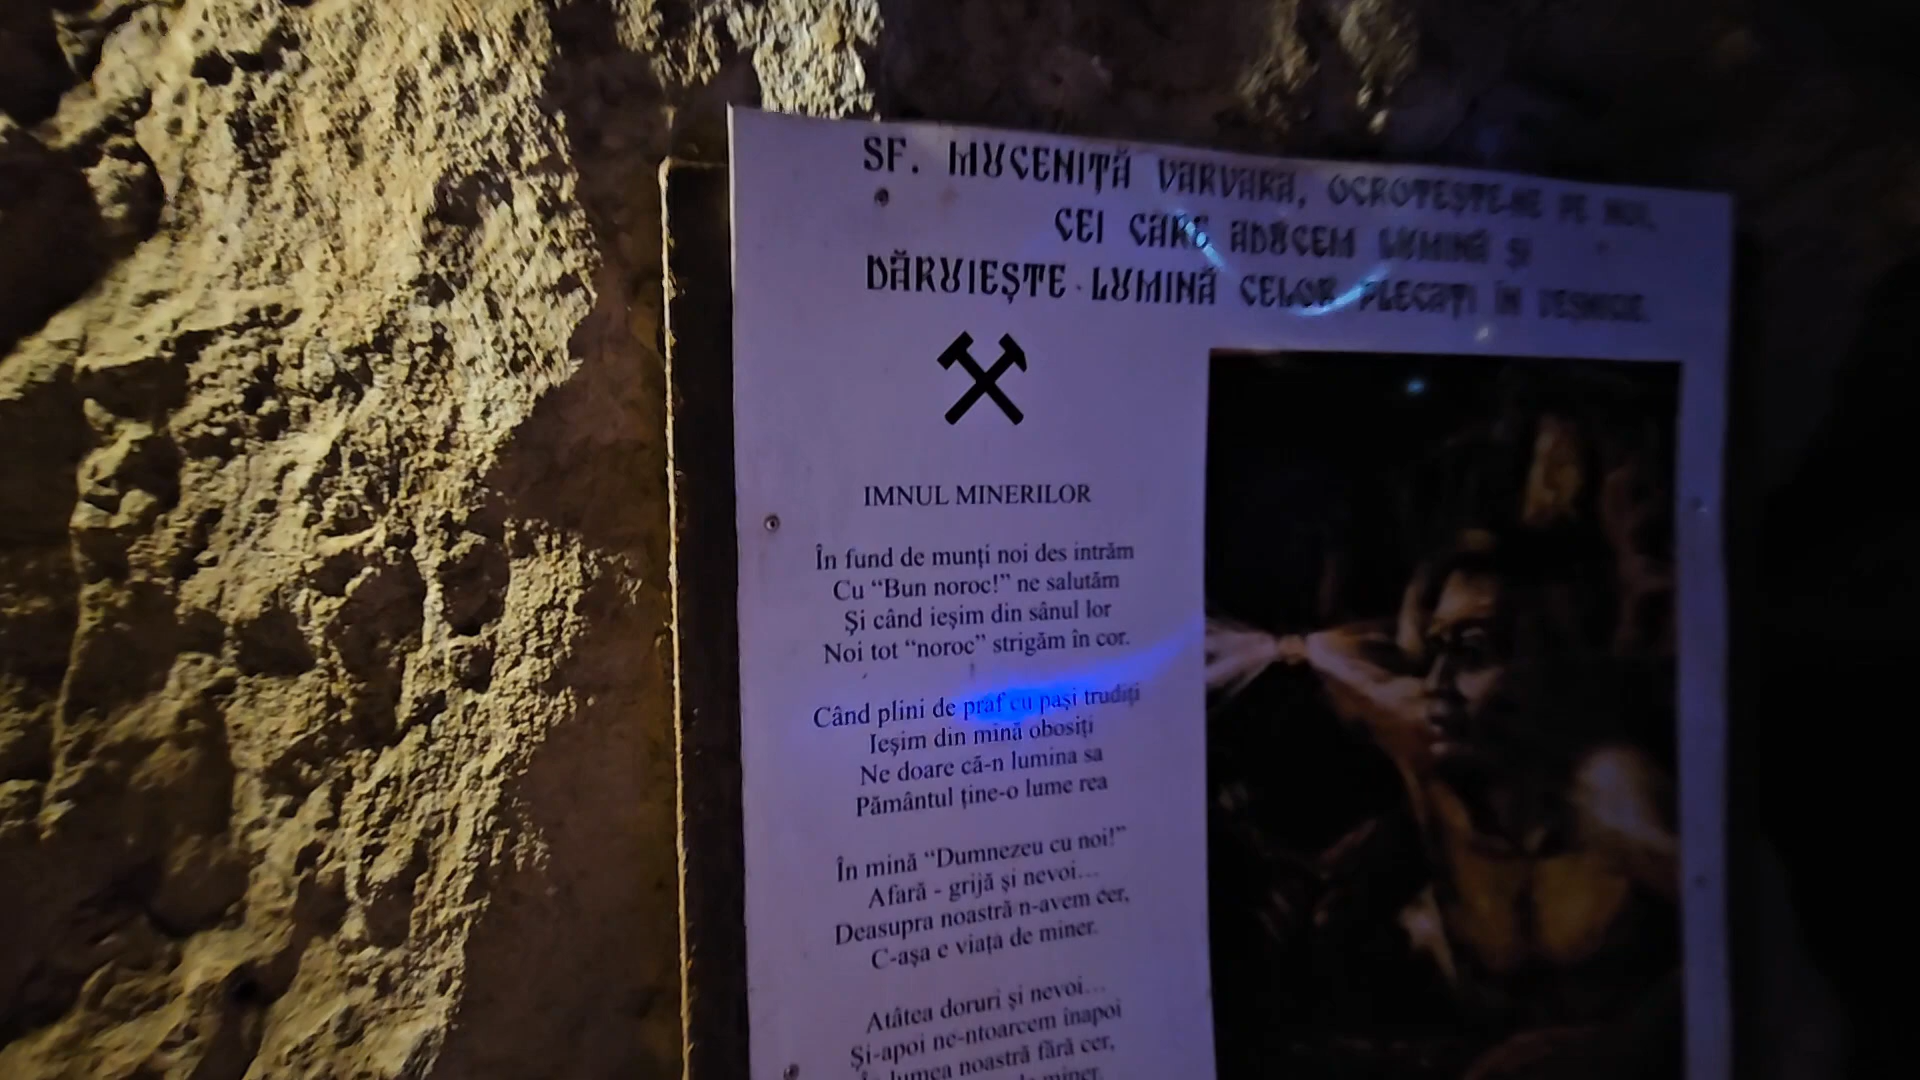 SF. MUCENIȚĂ VARVARA, OCROTEȘTE-NE PE NOI,
CEI CARE ADUCEM LUMINĂ ȘI
DĂRUIEȘTE LUMINĂ CELOR PLECAȚI ÎN VEȘNICIE.
IMNUL MINERILOR
În fund de munți noi des intrăm
Cu “Bun noroc!” ne salutăm
Și când ieșim din sânul lor
Noi tot “noroc” strigăm în cor.
Când plini de praf cu pași trudiți
Ieșim din mină obosiți
Ne doare că-n lumina sa
Pământul ține-o lume rea
În mină “Dumnezeu cu noi!”
Afară - grijă și nevoi...
Deasupra noastră n-avem cer,
C-așa e viața de miner.
Atâtea doruri și nevoi...
Și-apoi ne-ntoarcem înapoi
lumea noastră fără cer,
miner.